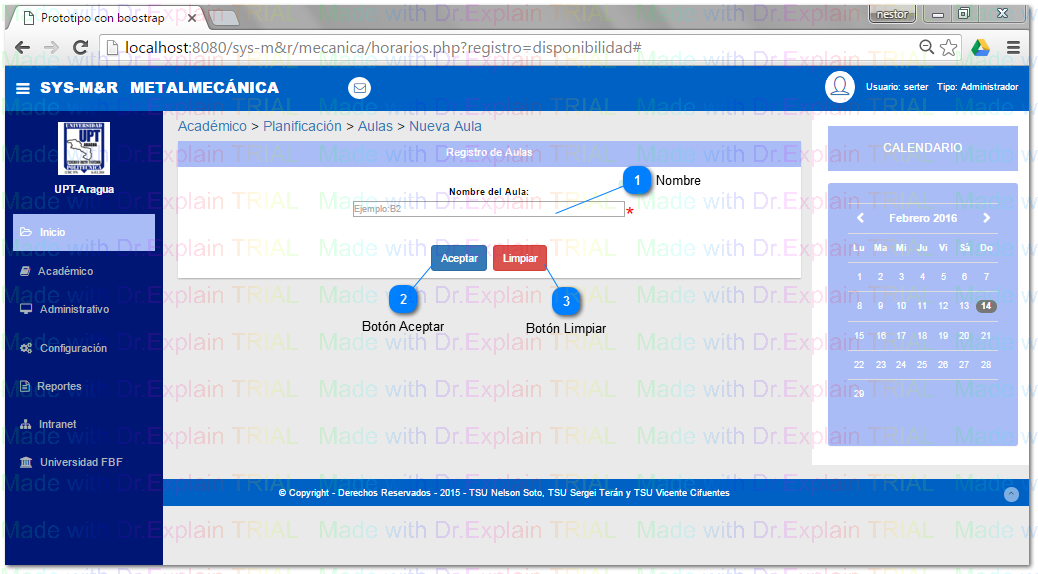 Prototipo con boostrap
nestor
localhost:8080/sys-m&r/mecanica/horarios.php?registro=disponibilidad#
SYS-M&R METALMECÁNICA
Usuario: serter Tipo: Administrador
UNIVERSIDAD
UPT
UPT-Aragua
Inicio
Académico
Administrativo
Configuración
Reportes
Intranet
Universidad FBF
Académico > Planificación > Aulas > Nueva Aula
Registro de Aulas
Nombre del Aula:
Ejemplo:B2
*
1 Nombre
Aceptar Limpiar
2
Botón Aceptar
3
Botón Limpiar
CALENDARIO
Febrero 2016
Lu Ma Mi Ju Vi Sá Do
1 2 3 4 5 6 7
8 9 10 11 12 13 14
15 16 17 18 19 20 21
22 23 24 25 26 27 28
29
© Copyright - Derechos Reservados - 2015 - TSU Nelson Soto, TSU Sergei Terán y TSU Vicente Cifuentes
Made with Dr.Explain TRIAL